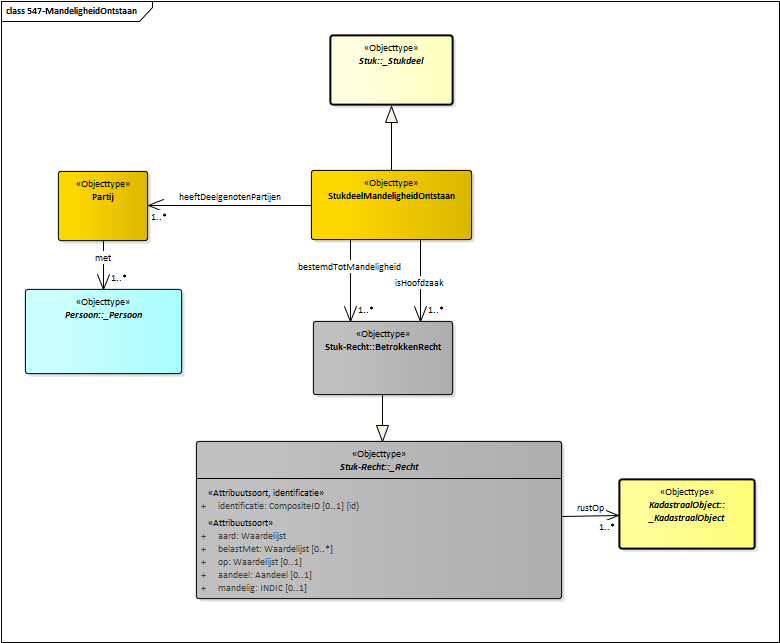 class 547-MandeligheidOntstaan
«Objecttype»
Stuk::_Stukdeel
«Objecttype»
Partij
heeftDeelgenotenPartijen
1..*
«Objecttype»
StukdeelMandeligheidOntstaan
met
1..*
bestemdTotMandeligheid
isHoofdzaak
1..*
1..*
«Objecttype»
Persoon::_Persoon
«Objecttype»
Stuk-Recht::BetrokkenRecht
«Objecttype»
Stuk-Recht::_Recht
«Attribuutsoort, identificatie»
+ identificatie: CompositeID [0..1] {id}
«Attribuutsoort»
+ aard: Waardelijst
+ belastMet: Waardelijst [0..*]
+ op: Waardelijst [0..1]
+ aandeel: Aandeel [0..1]
+ mandelig: INDIC [0..1]
rustOp
1..*
«Objecttype»
KadastraalObject::
_KadastraalObject